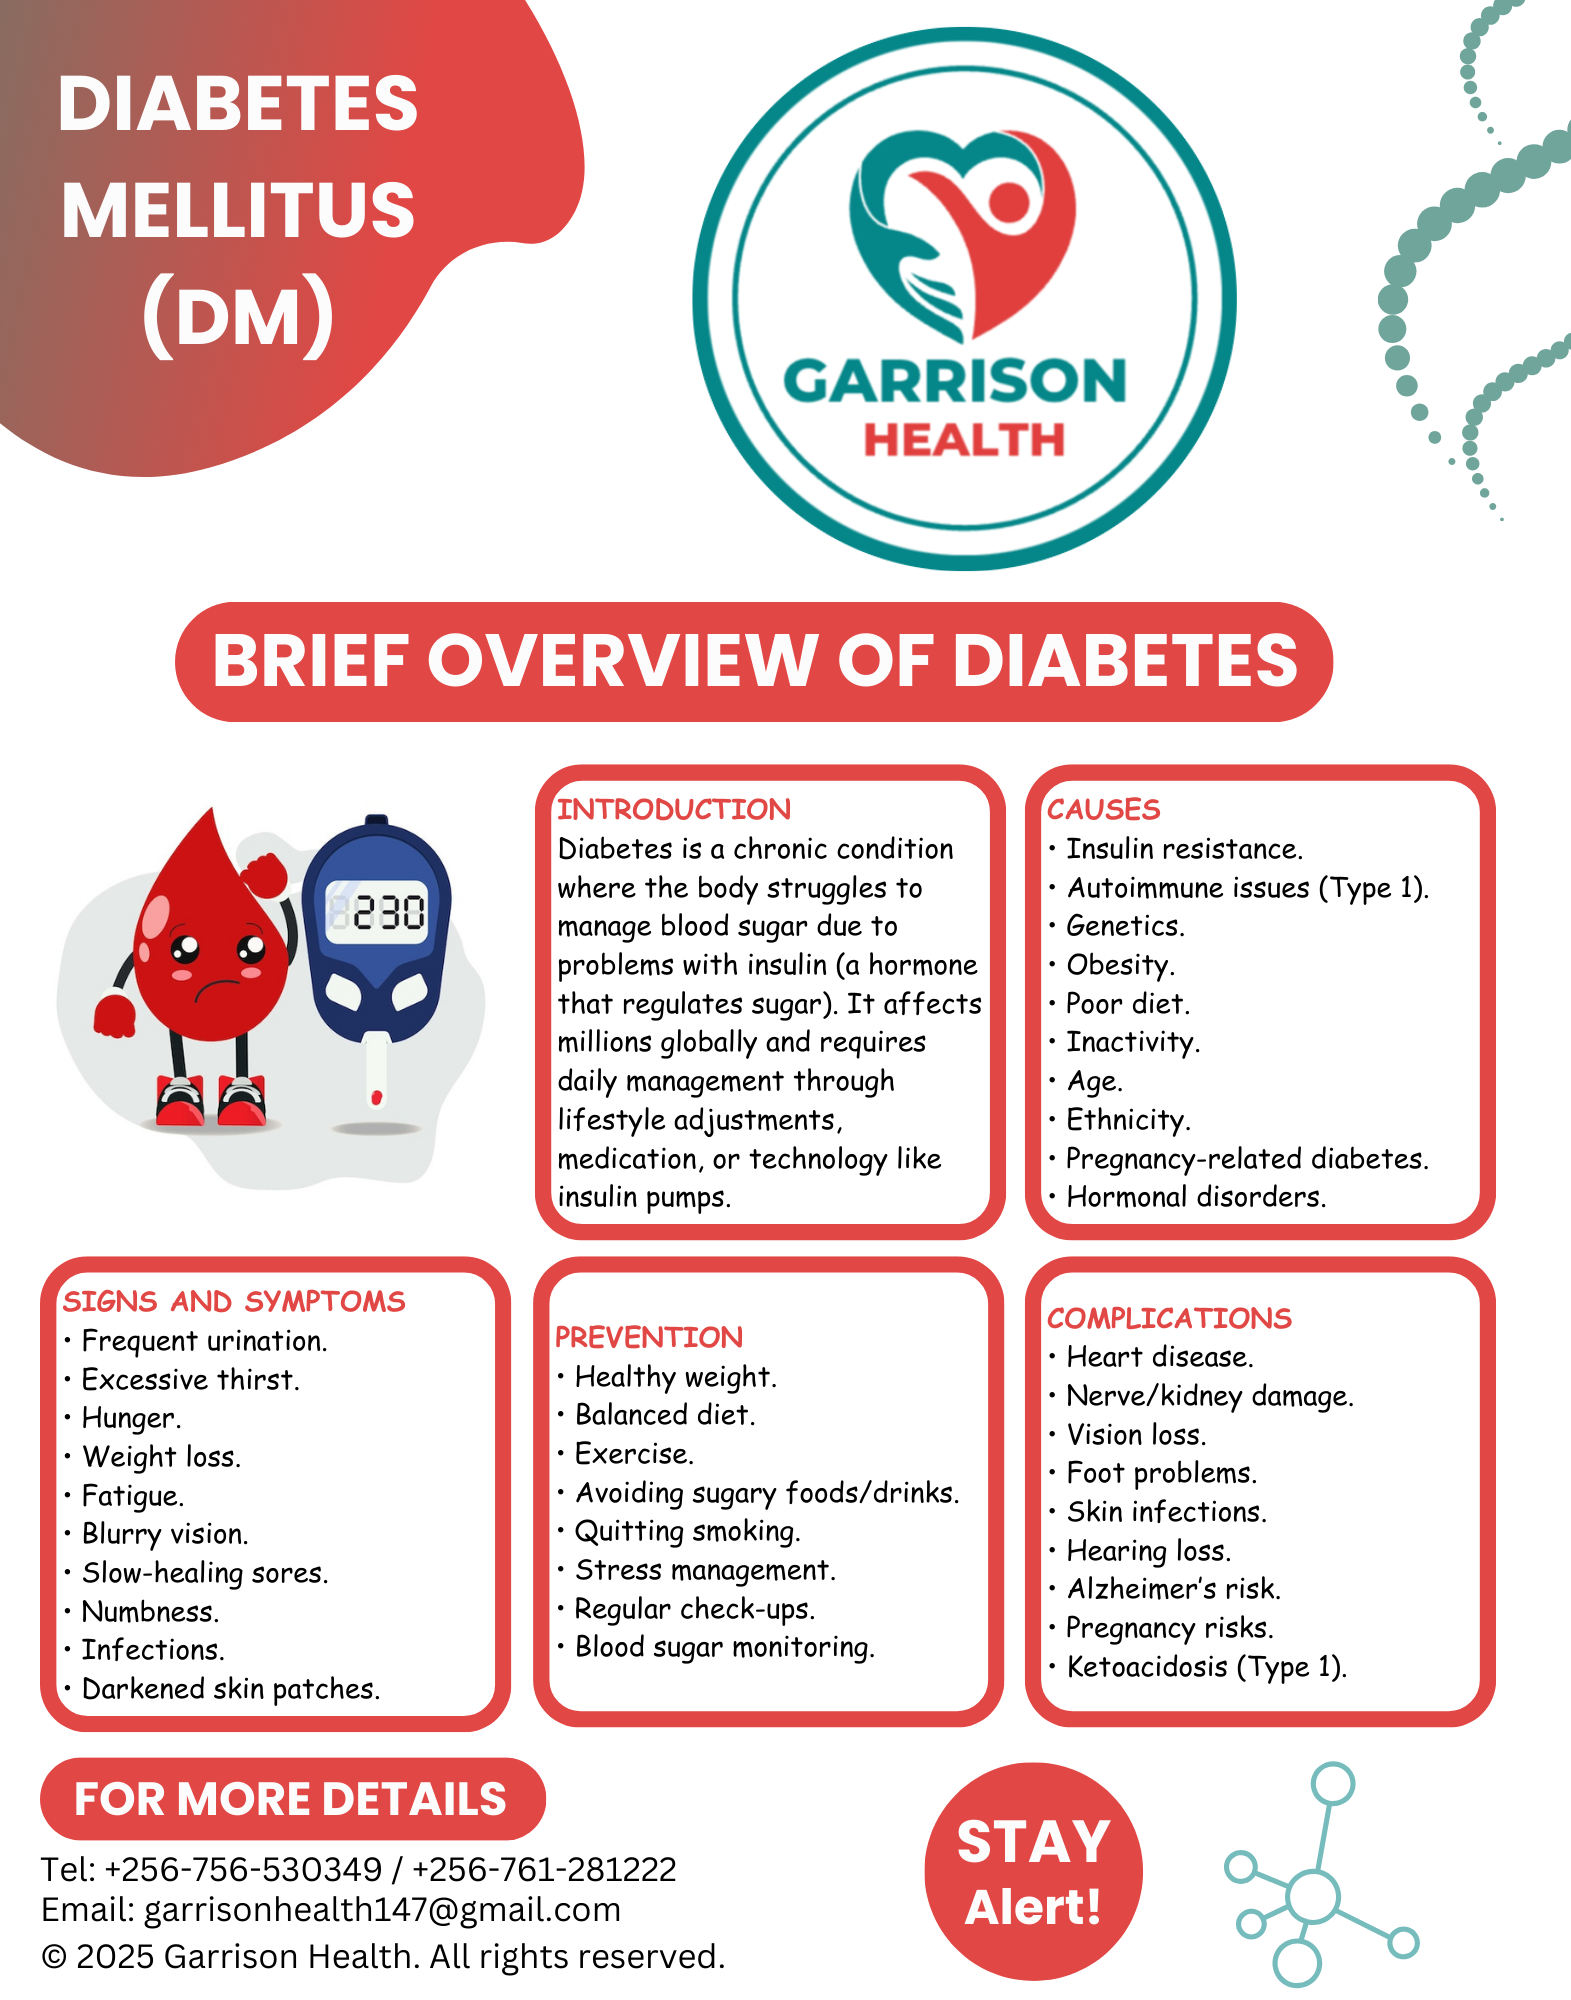 DIABETES
MELLITUS
(DM)
GARRISON
HEALTH
BRIEF OVERVIEW OF DIABETES
230
INTRODUCTION
Diabetes is a chronic condition
where the body struggles to
manage blood sugar due to
problems with insulin (a hormone
that regulates sugar). It affects
millions globally and requires
daily management through
lifestyle adjustments,
medication, or technology like
insulin pumps.
CAUSES
• Insulin resistance.
• Autoimmune issues (Type 1).
• Genetics.
• Obesity.
• Poor diet.
• Inactivity.
• Age.
• Ethnicity.
• Pregnancy-related diabetes.
• Hormonal disorders.
SIGNS AND SYMPTOMS
• Frequent urination.
• Excessive thirst.
• Hunger.
• Weight loss.
• Fatigue.
• Blurry vision.
• Slow-healing sores.
• Numbness.
• Infections.
• Darkened skin patches.
PREVENTION
• Healthy weight.
• Balanced diet.
• Exercise.
• Avoiding sugary foods/drinks.
• Quitting smoking.
• Stress management.
• Regular check-ups.
• Blood sugar monitoring.
COMPLICATIONS
• Heart disease.
• Nerve/kidney damage.
• Vision loss.
• Foot problems.
• Skin infections.
• Hearing loss.
• Alzheimer's risk.
• Pregnancy risks.
• Ketoacidosis (Type 1).
FOR MORE DETAILS
Tel: +256-756-530349 / +256-761-281222
Email: garrisonhealth147@gmail.com
© 2025 Garrison Health. All rights reserved.
STAY
Alert!